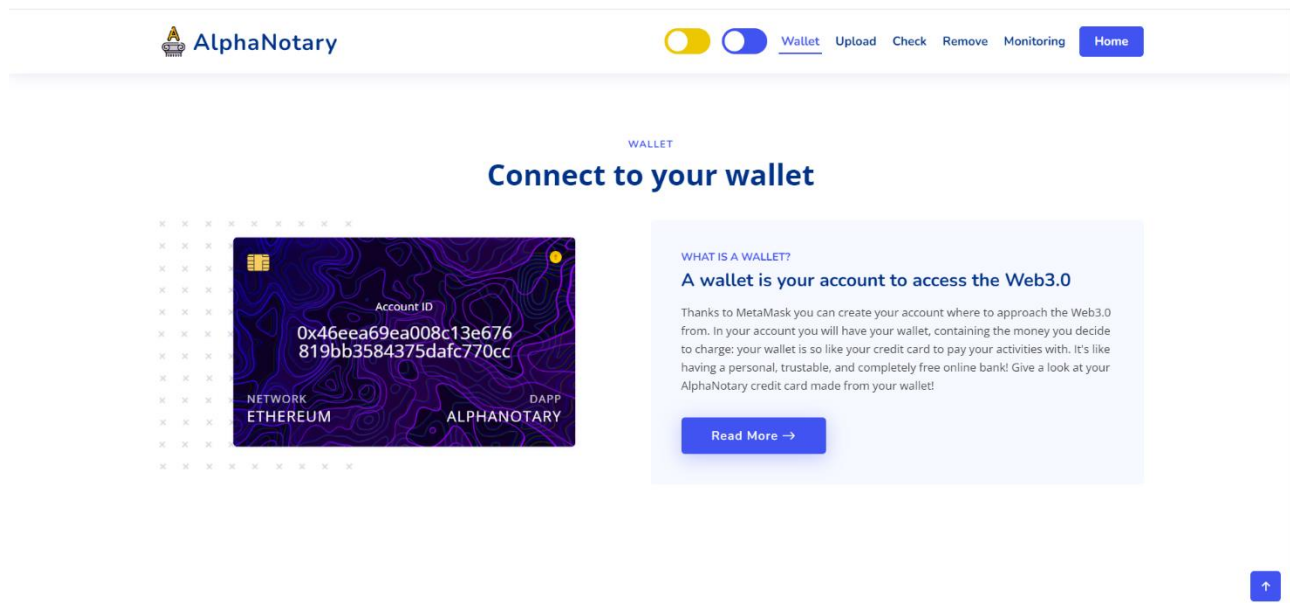 AlphaNotary
Wallet Upload Check Remove Monitoring Home
WALLET
Connect to your wallet
Account ID
0x46eea69ea008c13e676
819bb3584375dafc770cc
NETWORK DAPP
ETHEREUM ALPHANOTARY
WHAT IS A WALLET?
A wallet is your account to access the Web3.0
Thanks to MetaMask you can create your account where to approach the Web3.0
from. In your account you will have your wallet, containing the money you decide
to charge: your wallet is so like your credit card to pay your activities with. It's like
having a personal, trustable, and completely free online bank! Give a look at your
AlphaNotary credit card made from your wallet!
Read More →